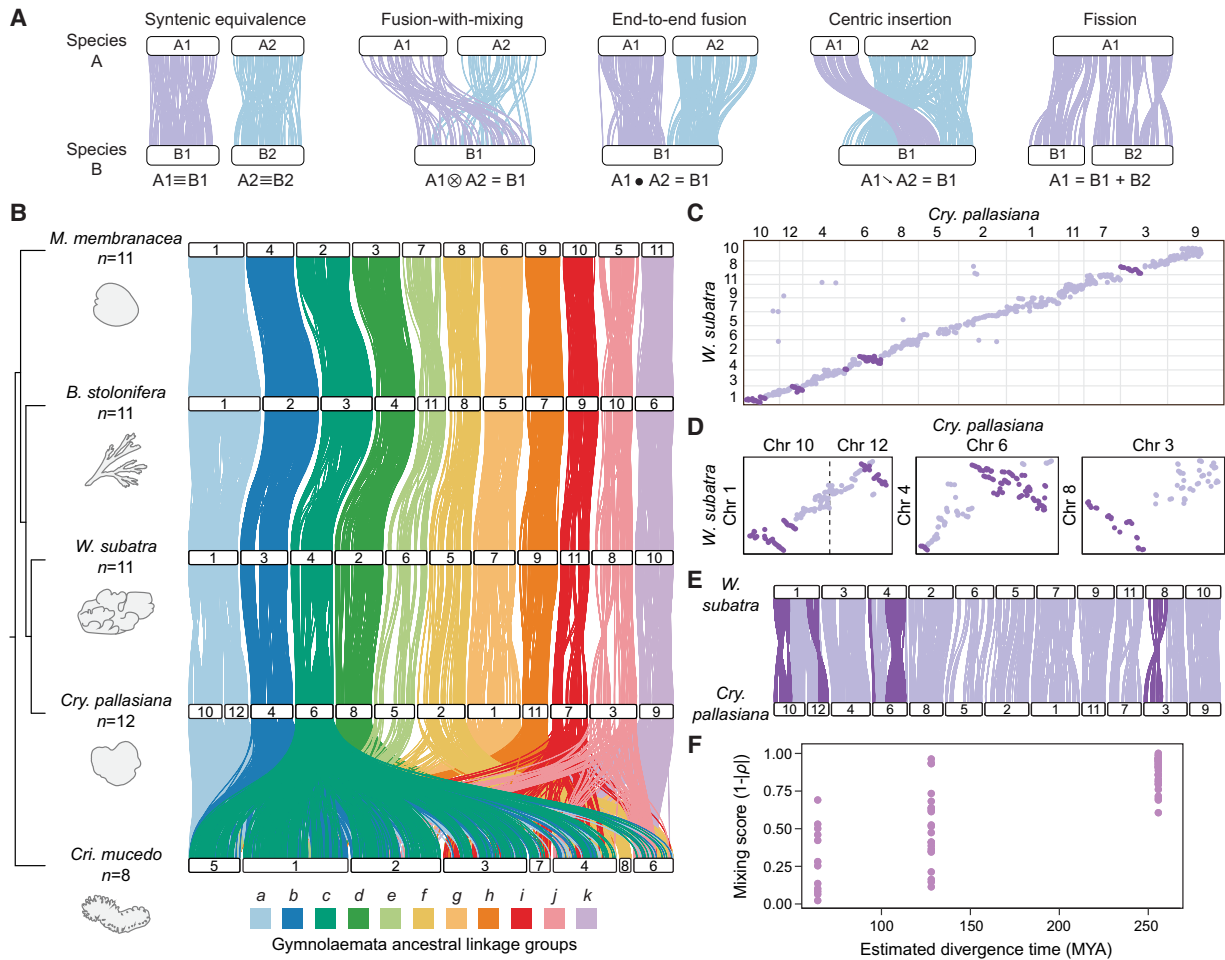 A
Syntenic equivalence
Fusion-with-mixing
End-to-end fusion
Centric insertion
Fission
Species
A
A1 A2 A1 A2 A1 A2 A1 A2 A1
Species
B
B1 B2 B1 B1 B1 B1 B2
A1≡B1 A2≡B2 A1⊗A2 = B1 A1 ● A2 = B1 A1↘A2 = B1 A1 = B1 + B2
B
M. membranacea
n=11
1 4 2 3 7 8 6 9 10 5 11
B. stolonifera
n=11
1 2 3 4 11 8 5 7 9 10 6
W. subatra
n=11
1 3 4 2 6 5 7 9 11 8 10
Cry. pallasiana
n=12
10 12 4 6 8 5 2 1 11 7 3 9
Cri. mucedo
n=8
5 1 2 3 7 4 8 6
a b c d e f g h i j k
Gymnolaemata ancestral linkage groups
C
Cry. pallasiana
10 12 4 6 8 5 2 1 11 7 3 9
W. subatra
10
8
11
9
7
5
6
2
4
3
1
D
Cry. pallasiana
Chr 10 Chr 12 Chr 6 Chr 3
W. subatra
Chr 1
Chr 4
Chr 8
E
W.
subatra
1 3 4 2 6 5 7 9 11 8 10
Cry.
pallasiana
10 12 4 6 8 5 2 1 11 7 3 9
F
Mixing score (1-|ρ|)
1.00
0.75
0.50
0.25
0.00
100 150 200 250
Estimated divergence time (MYA)